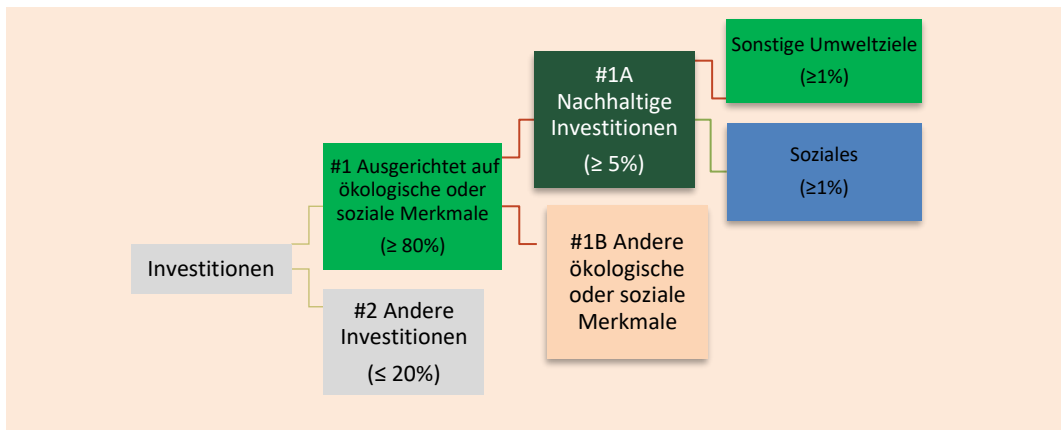 Investitionen
#1 Ausgerichtet auf
ökologische oder
soziale Merkmale
(≥ 80%)
#2 Andere
Investitionen
(≤ 20%)
#1A
Nachhaltige
Investitionen
(≥ 5%)
#1B Andere
ökologische
oder soziale
Merkmale
Sonstige Umweltziele
(≥1%)
Soziales
(≥1%)